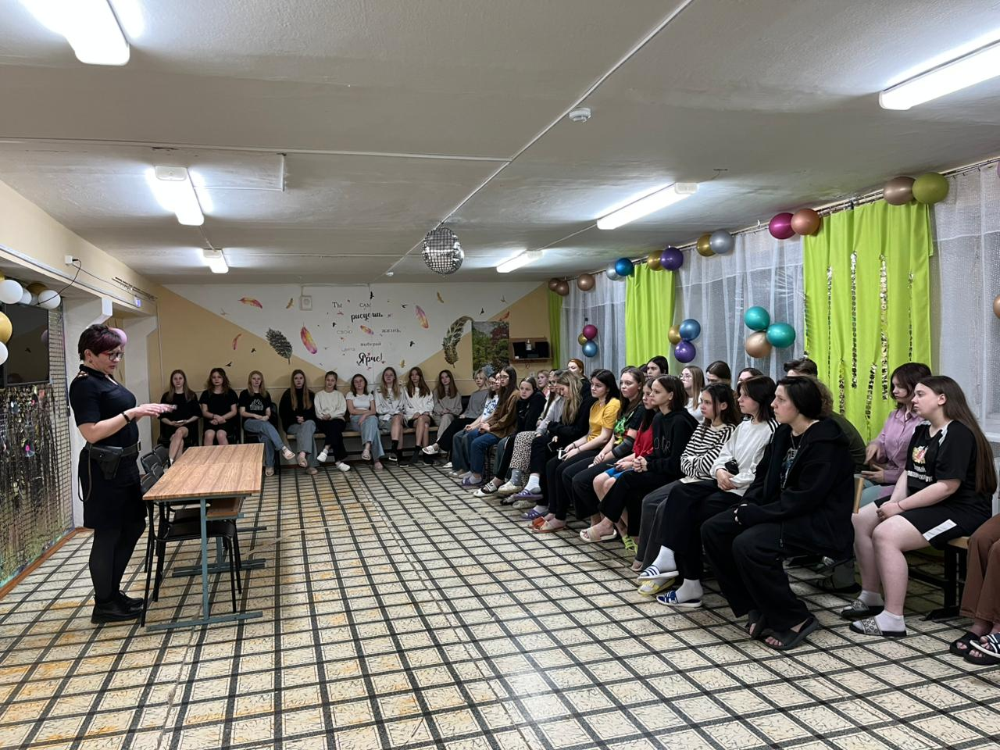 Ты сам
рисуешь
свою жизнь,
выбирай
цвета
Ярче!